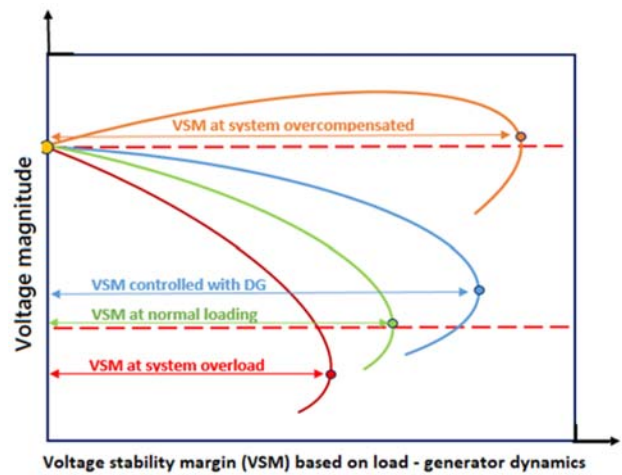 VSM at system overcompensated
Voltage magnitude
VSM controlled with DG
VSM at normal loading
VSM at system overload
Voltage stability margin (VSM) based on load - generator dynamics